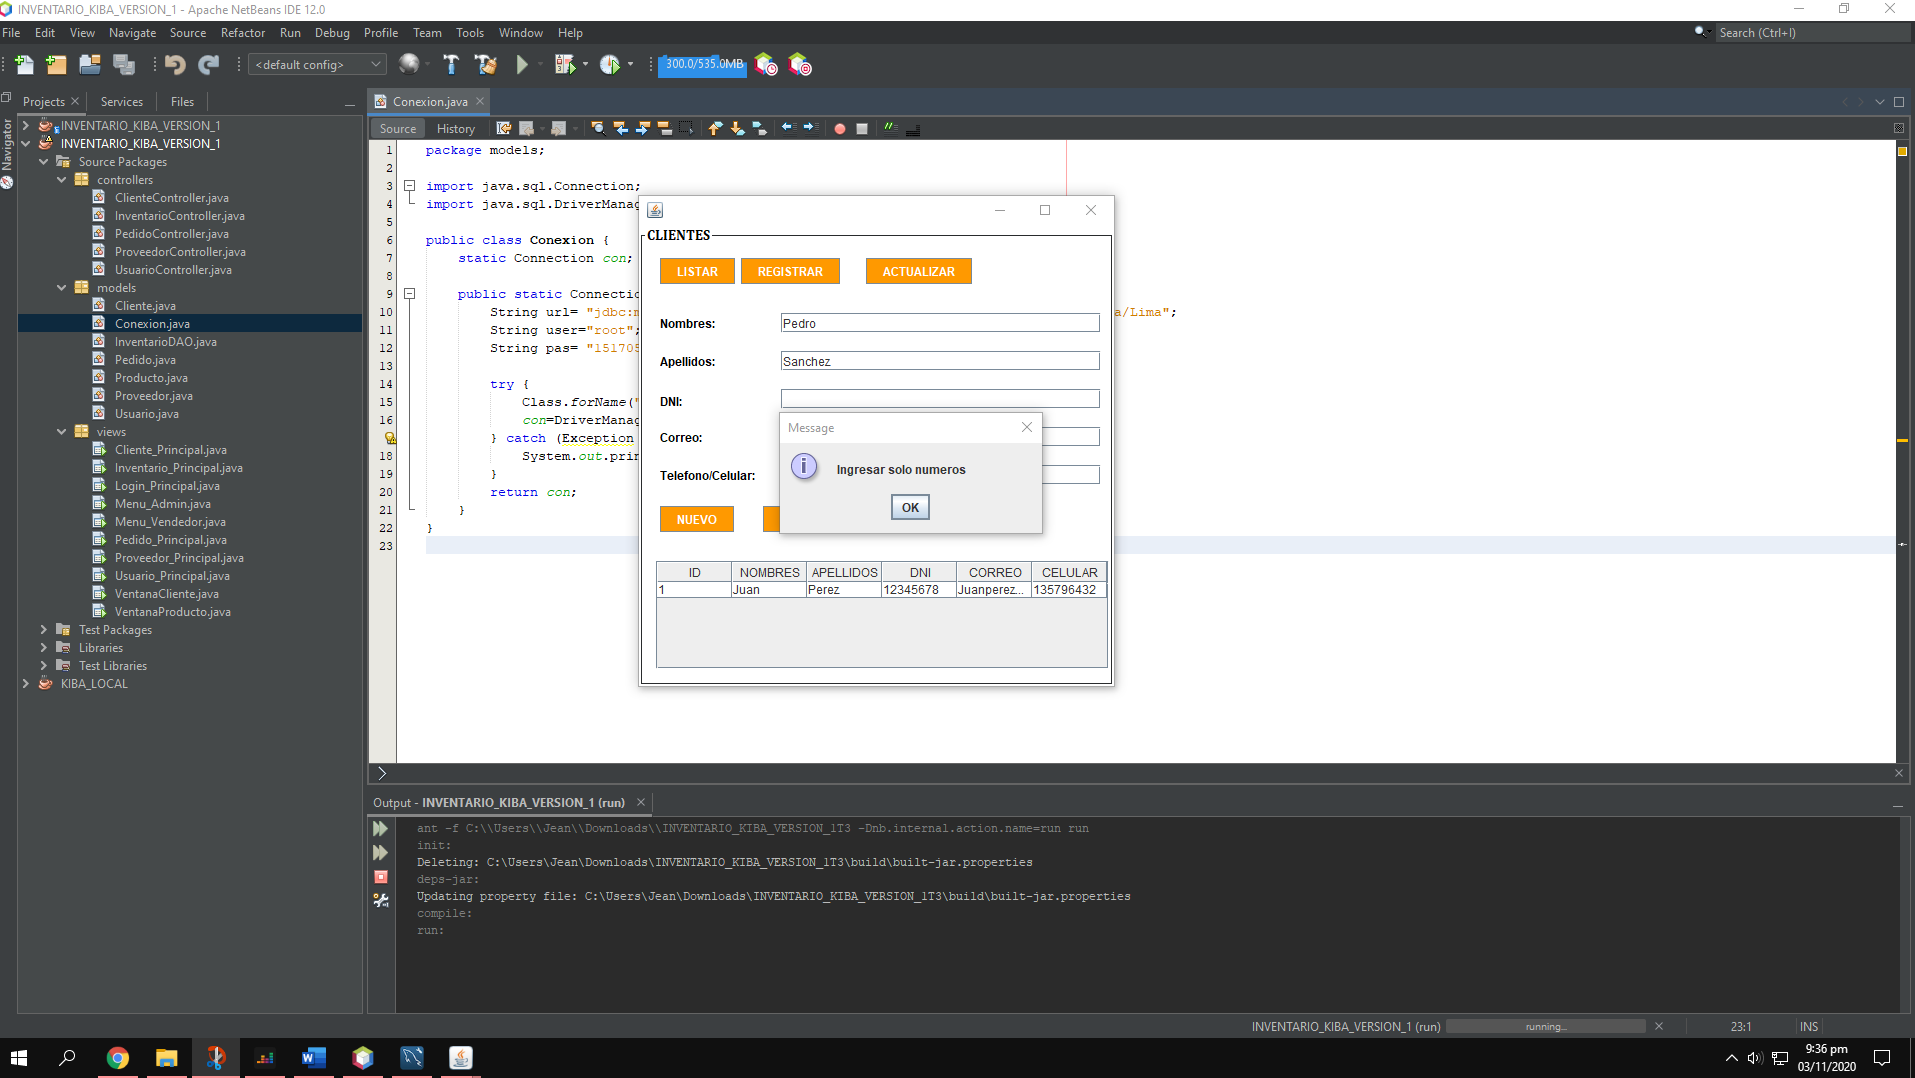 INVENTARIO_KIBA_VERSION_1 - Apache NetBeans IDE 12.0
File Edit View Navigate Source Refactor Run Debug Profile Team Tools Window Help
Search (Ctrl+I)
<default config>
300.0/535.0MB
Projects
Services
Files
Navigator
INVENTARIO_KIBA_VERSION_1
INVENTARIO_KIBA_VERSION_1
Source Packages
controllers
ClienteController.java
InventarioController.java
PedidoController.java
ProveedorController.java
UsuarioController.java
models
Cliente.java
Conexion.java
InventarioDAO.java
Pedido.java
Producto.java
Proveedor.java
Usuario.java
views
Cliente_Principal.java
Inventario_Principal.java
Login_Principal.java
Menu_Admin.java
Menu_Vendedor.java
Pedido_Principal.java
Proveedor_Principal.java
Usuario_Principal.java
VentanaCliente.java
VentanaProducto.java
Test Packages
Libraries
Test Libraries
KIBA_LOCAL
Conexion.java
Source History
1 package models;
2
3 import java.sql.Connection;
4 import java.sql.DriverManag
5
6 public class Conexion {
7 static Connection con;
8
9 public static Connectio
10 String url= "jdbc:m a/Lima";
11 String user="root";
12 String pas= "151705
13
14 try {
15 Class.forName("
16 con=DriverManag
} catch (Exception
18 System.out.prin
19 }
20 return con;
21 }
22 }
23
CLIENTES
LISTAR REGISTRAR ACTUALIZAR
Nombres: Pedro
Apellidos: Sanchez
DNI:
Correo:
Telefono/Celular:
NUEVO
Message
Ingresar solo numeros
OK
ID NOMBRES APELLIDOS DNI CORREO CELULAR
1 Juan Perez 12345678 Juanperez... 135796432
Output - INVENTARIO_KIBA_VERSION_1 (run)
ant -f C:\\Users\\Jean\\Downloads\\INVENTARIO_KIBA_VERSION_1T3 -Dnb.internal.action.name=run run
init:
Deleting: C:\Users\Jean\Downloads\INVENTARIO_KIBA_VERSION_1T3\build\built-jar.properties
deps-jar:
Updating property file: C:\Users\Jean\Downloads\INVENTARIO_KIBA_VERSION_1T3\build\built-jar.properties
compile:
run:
INVENTARIO_KIBA_VERSION_1 (run) running... 23:1 INS
9:36 pm
03/11/2020